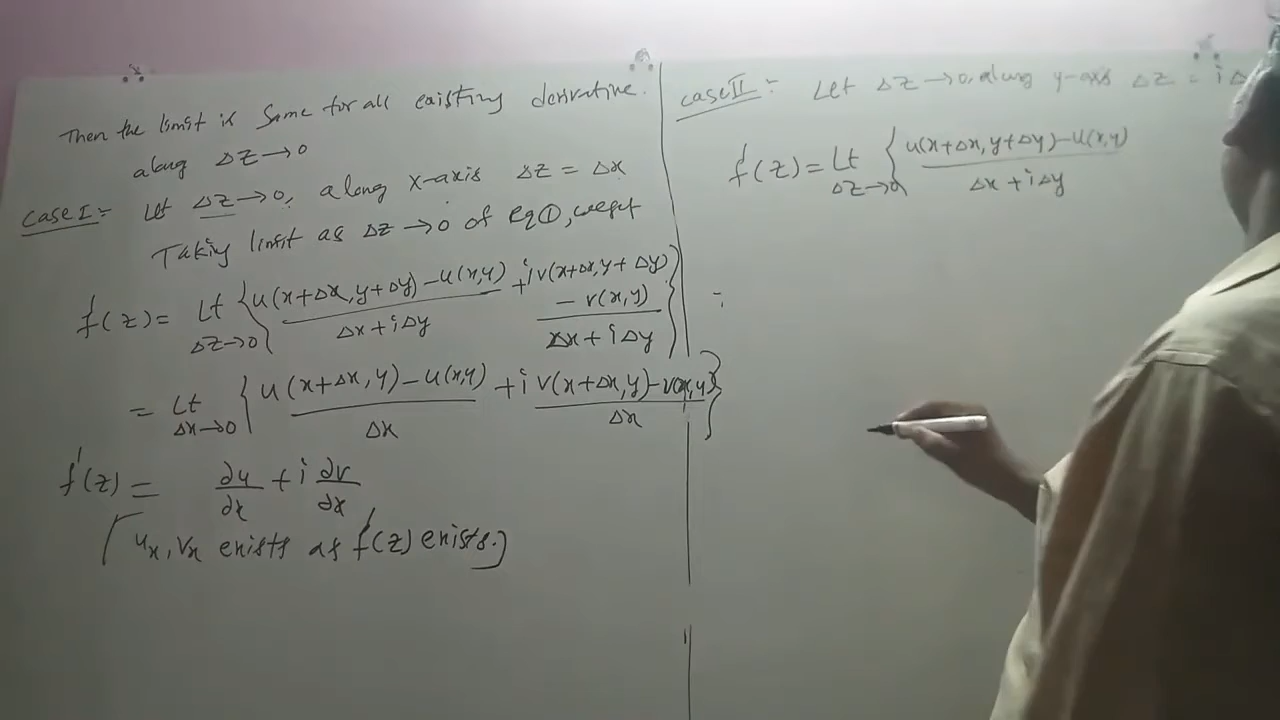 Then the limit is same for all existing derivative.
along Δz→0
Case I:- Let Δz→0, along x-axis Δz = Δx
Taking limit as Δz→0 of eq①, we get
f'(z) = Lt Δz→0 { u(x+Δx, y+Δy) – u(x,y) / Δx+iΔy + i v(x+Δx, y+Δy) – v(x,y) / Δx+iΔy }
= Lt Δx→0 { u(x+Δx, y) – u(x,y) / Δx + i v(x+Δx, y) – v(x,y) / Δx }
f'(z) = ∂u/∂x + i ∂v/∂x
[ux, vx exists as f'(z) exists.]
case II:- Let Δz→0, along y-axis Δz = iΔ
f'(z) = Lt Δz→0 { u(x+Δx, y+Δy) – u(x,y) / Δx+iΔy